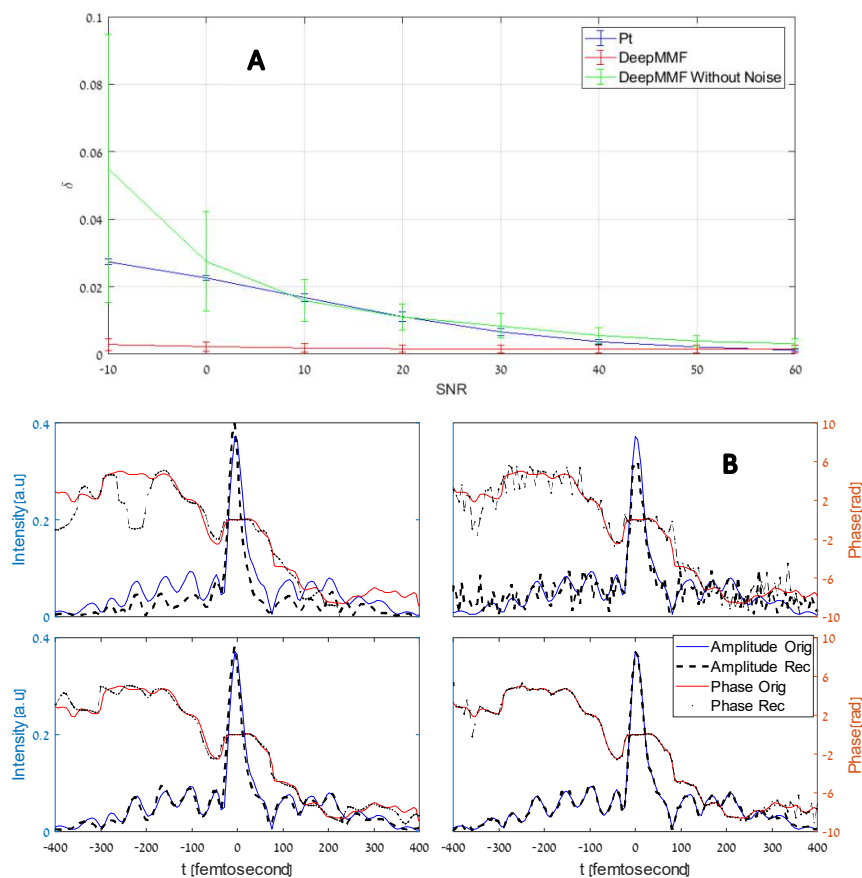 0.1
0.08
0.06
0.04
0.02
0
δ
A
Pt
DeepMMF
DeepMMF Without Noise
-10 0 10 20 30 40 50 60
SNR
0.4
0.2
0
Intensity[a.u]
B
10
6
2
-2
-6
-10
Phase[rad]
0.4
0.2
0
Intensity[a.u]
-400 -300 -200 -100 0 100 200 300 400
t [femtosecond]
Amplitude Orig
Amplitude Rec
Phase Orig
Phase Rec
10
6
2
-2
-6
-10
Phase[rad]
-400 -300 -200 -100 0 100 200 300 400
t [femtosecond]